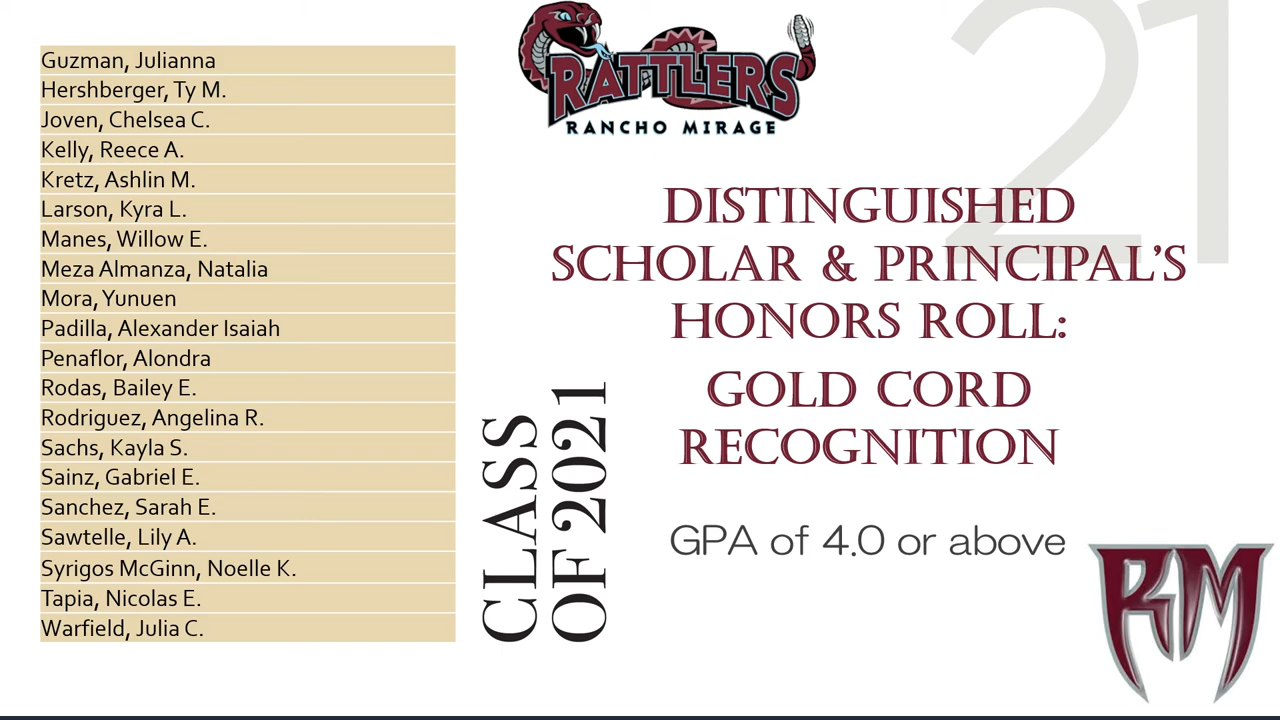 Guzman, Julianna
Hershberger, Ty M.
Joven, Chelsea C.
Kelly, Reece A.
Kretz, Ashlin M.
Larson, Kyra L.
Manes, Willow E.
Meza Almanza, Natalia
Mora, Yunuen
Padilla, Alexander Isaiah
Penaflor, Alondra
Rodas, Bailey E.
Rodriguez, Angelina R.
Sachs, Kayla S.
Sainz, Gabriel E.
Sanchez, Sarah E.
Sawtelle, Lily A.
Syrigos McGinn, Noelle K.
Tapia, Nicolas E.
Warfield, Julia C.
CLASS
OF 2021
RATTLERS
RANCHO MIRAGE
21
DISTINGUISHED
SCHOLAR & PRINCIPAL'S
HONORS ROLL:
GOLD CORD
RECOGNITION
GPA of 4.0 or above
RM